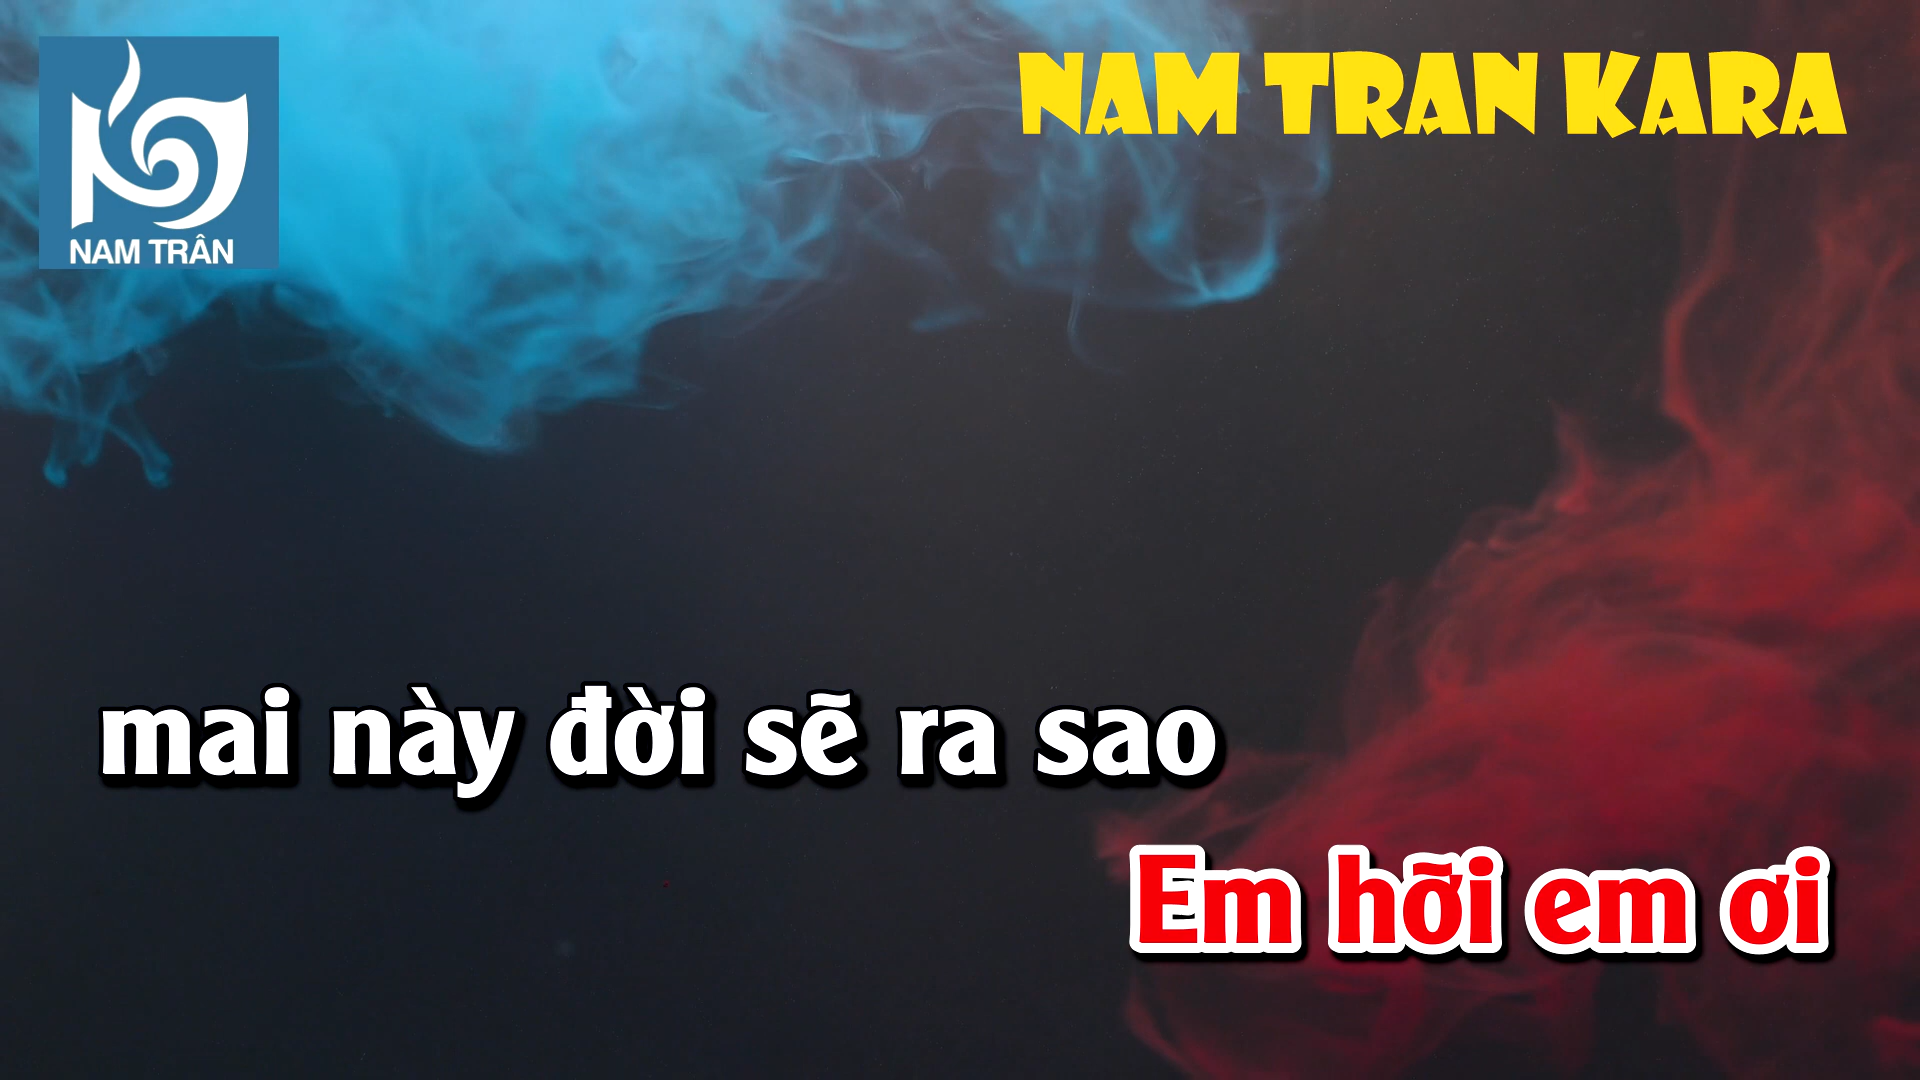 NAM TRAN KARA
NAM TRÂN
mai này đời sẽ ra sao
Em hỡi em ơi